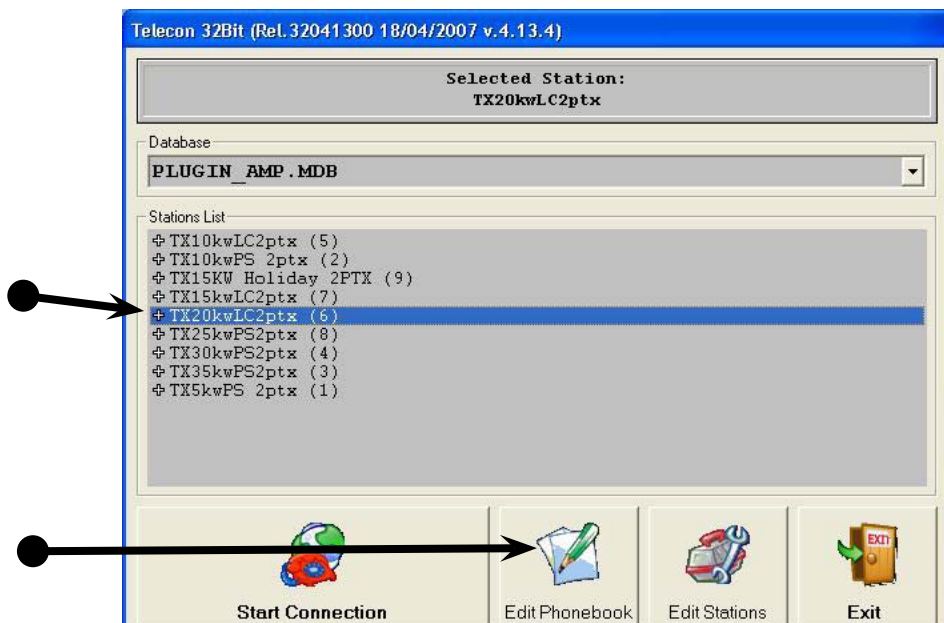 Telecon 32Bit (Rel.32041300 18/04/2007 v.4.13.4)
Selected Station:
TX20kwLC2ptx
Database
PLUGIN_AMP.MDB
Stations List
TX10kwLC2ptx (5)
TX10kwPS 2ptx (2)
TX15KW Holiday 2PTX (9)
TX15kwLC2ptx (7)
TX20kwLC2ptx (6)
TX25kwPS2ptx (8)
TX30kwPS2ptx (4)
TX35kwPS2ptx (3)
TX5kwPS 2ptx (1)
EXIT
Start Connection Edit Phonebook Edit Stations Exit